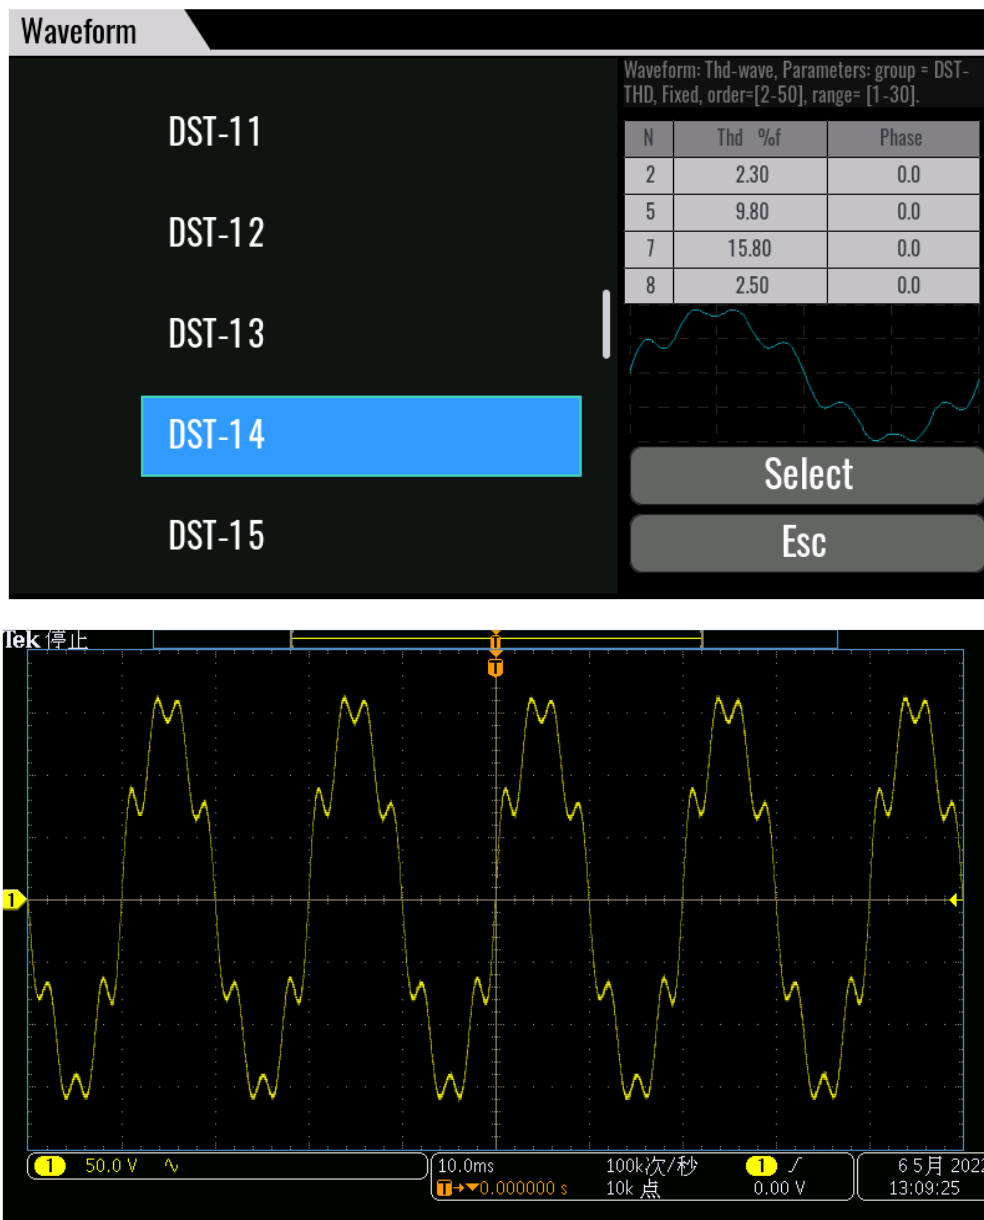 Waveform
DST-11
DST-12
DST-13
DST-14
DST-15
Waveform: Thd-wave, Parameters: group = DST-
THD, Fixed, order=[2-50], range= [1-30].
N Thd %f Phase
2 2.30 0.0
5 9.80 0.0
7 15.80 0.0
8 2.50 0.0
Select
Esc
Tek 停止
T
T
1
1 50.0 V
10.0ms 100k次/秒 1
T→▼0.000000 s 10k 点 0.00 V
6 5月 2022
13:09:25